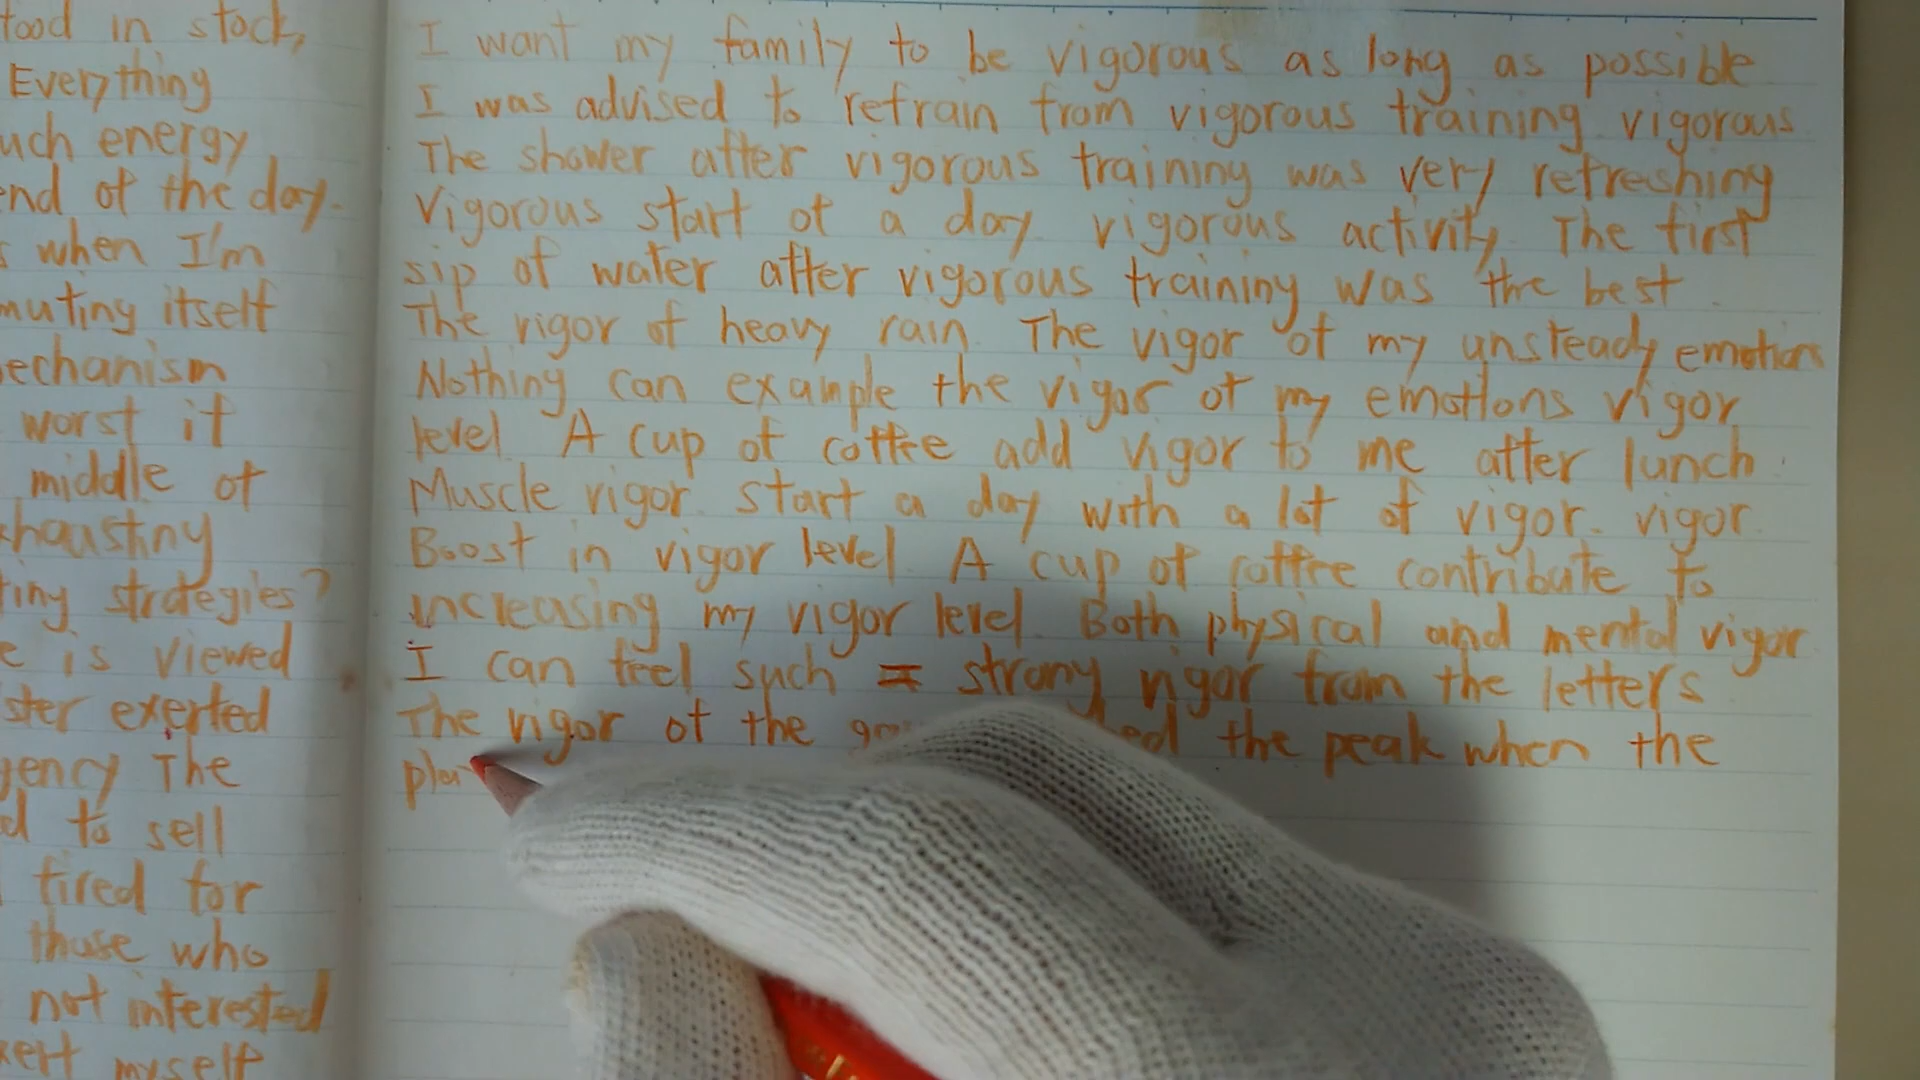 food in stock,
Everything
uch energy
end of the day.
s when I'm
muting itself
echanism
worst it
middle of
xhausting
ting strategies?
e is viewed
ster exerted
gency The
d to sell
tired for
those who
not interested
xert myself
I want my family to be vigorous as long as possible
I was advised to refrain from vigorous training vigorous
The shower after vigorous training was very refreshing
Vigorous start of a day vigorous activity The first
sip of water after vigorous training was the best
The vigor of heavy rain The vigor of my unsteady emotions
Nothing can example the vigor of my emotions vigor
level A cup of coffee add vigor to me after lunch
Muscle vigor start a day with a lot of vigor. vigor
Boost in vigor level A cup of coffee contribute to
increasing my vigor level Both physical and mental vigor
I can feel such strong vigor from the letters
The vigor of the the peak when the